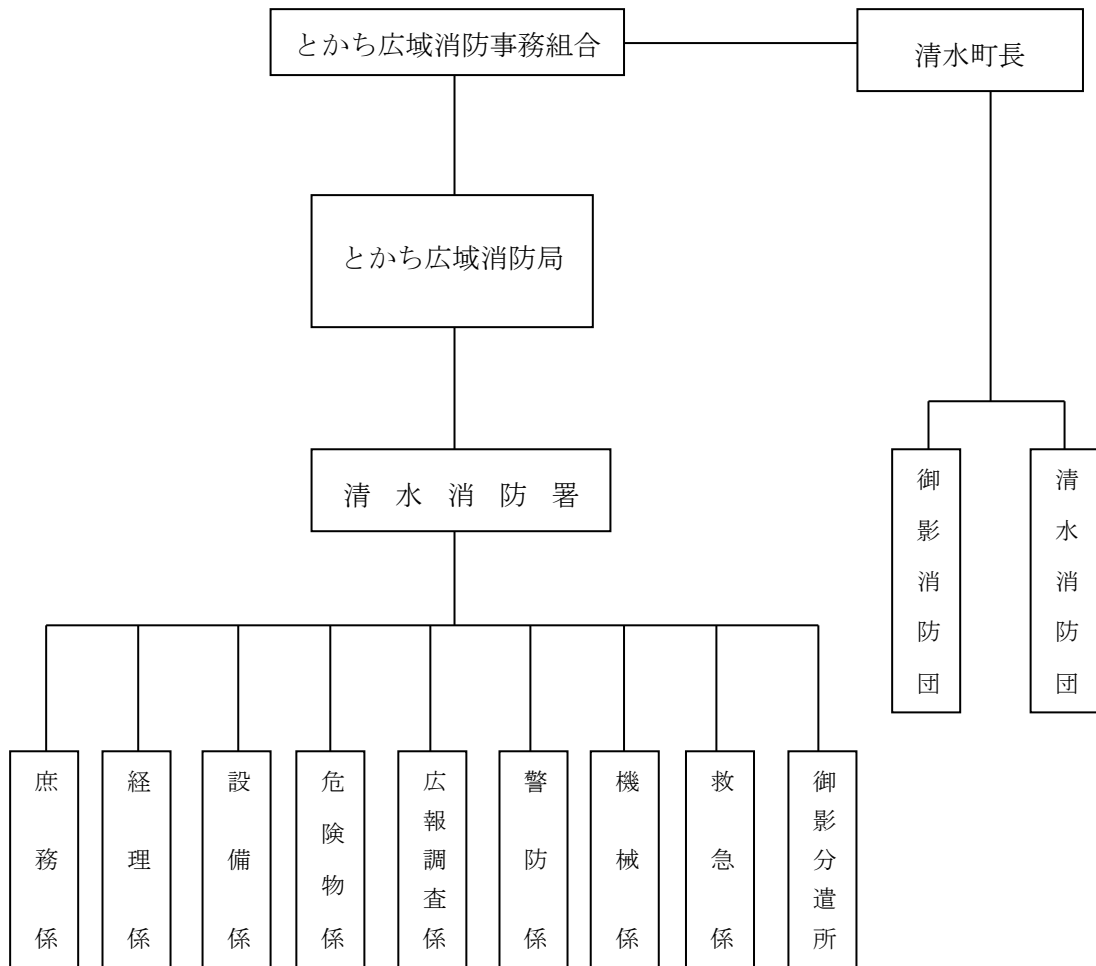 とかち広域消防事務組合
清水町長
とかち広域消防局
清水消防署
御影消防団
清水消防団
庶務係
経理係
設備係
危険物係
広報調査係
警防係
機械係
救急係
御影分遣所